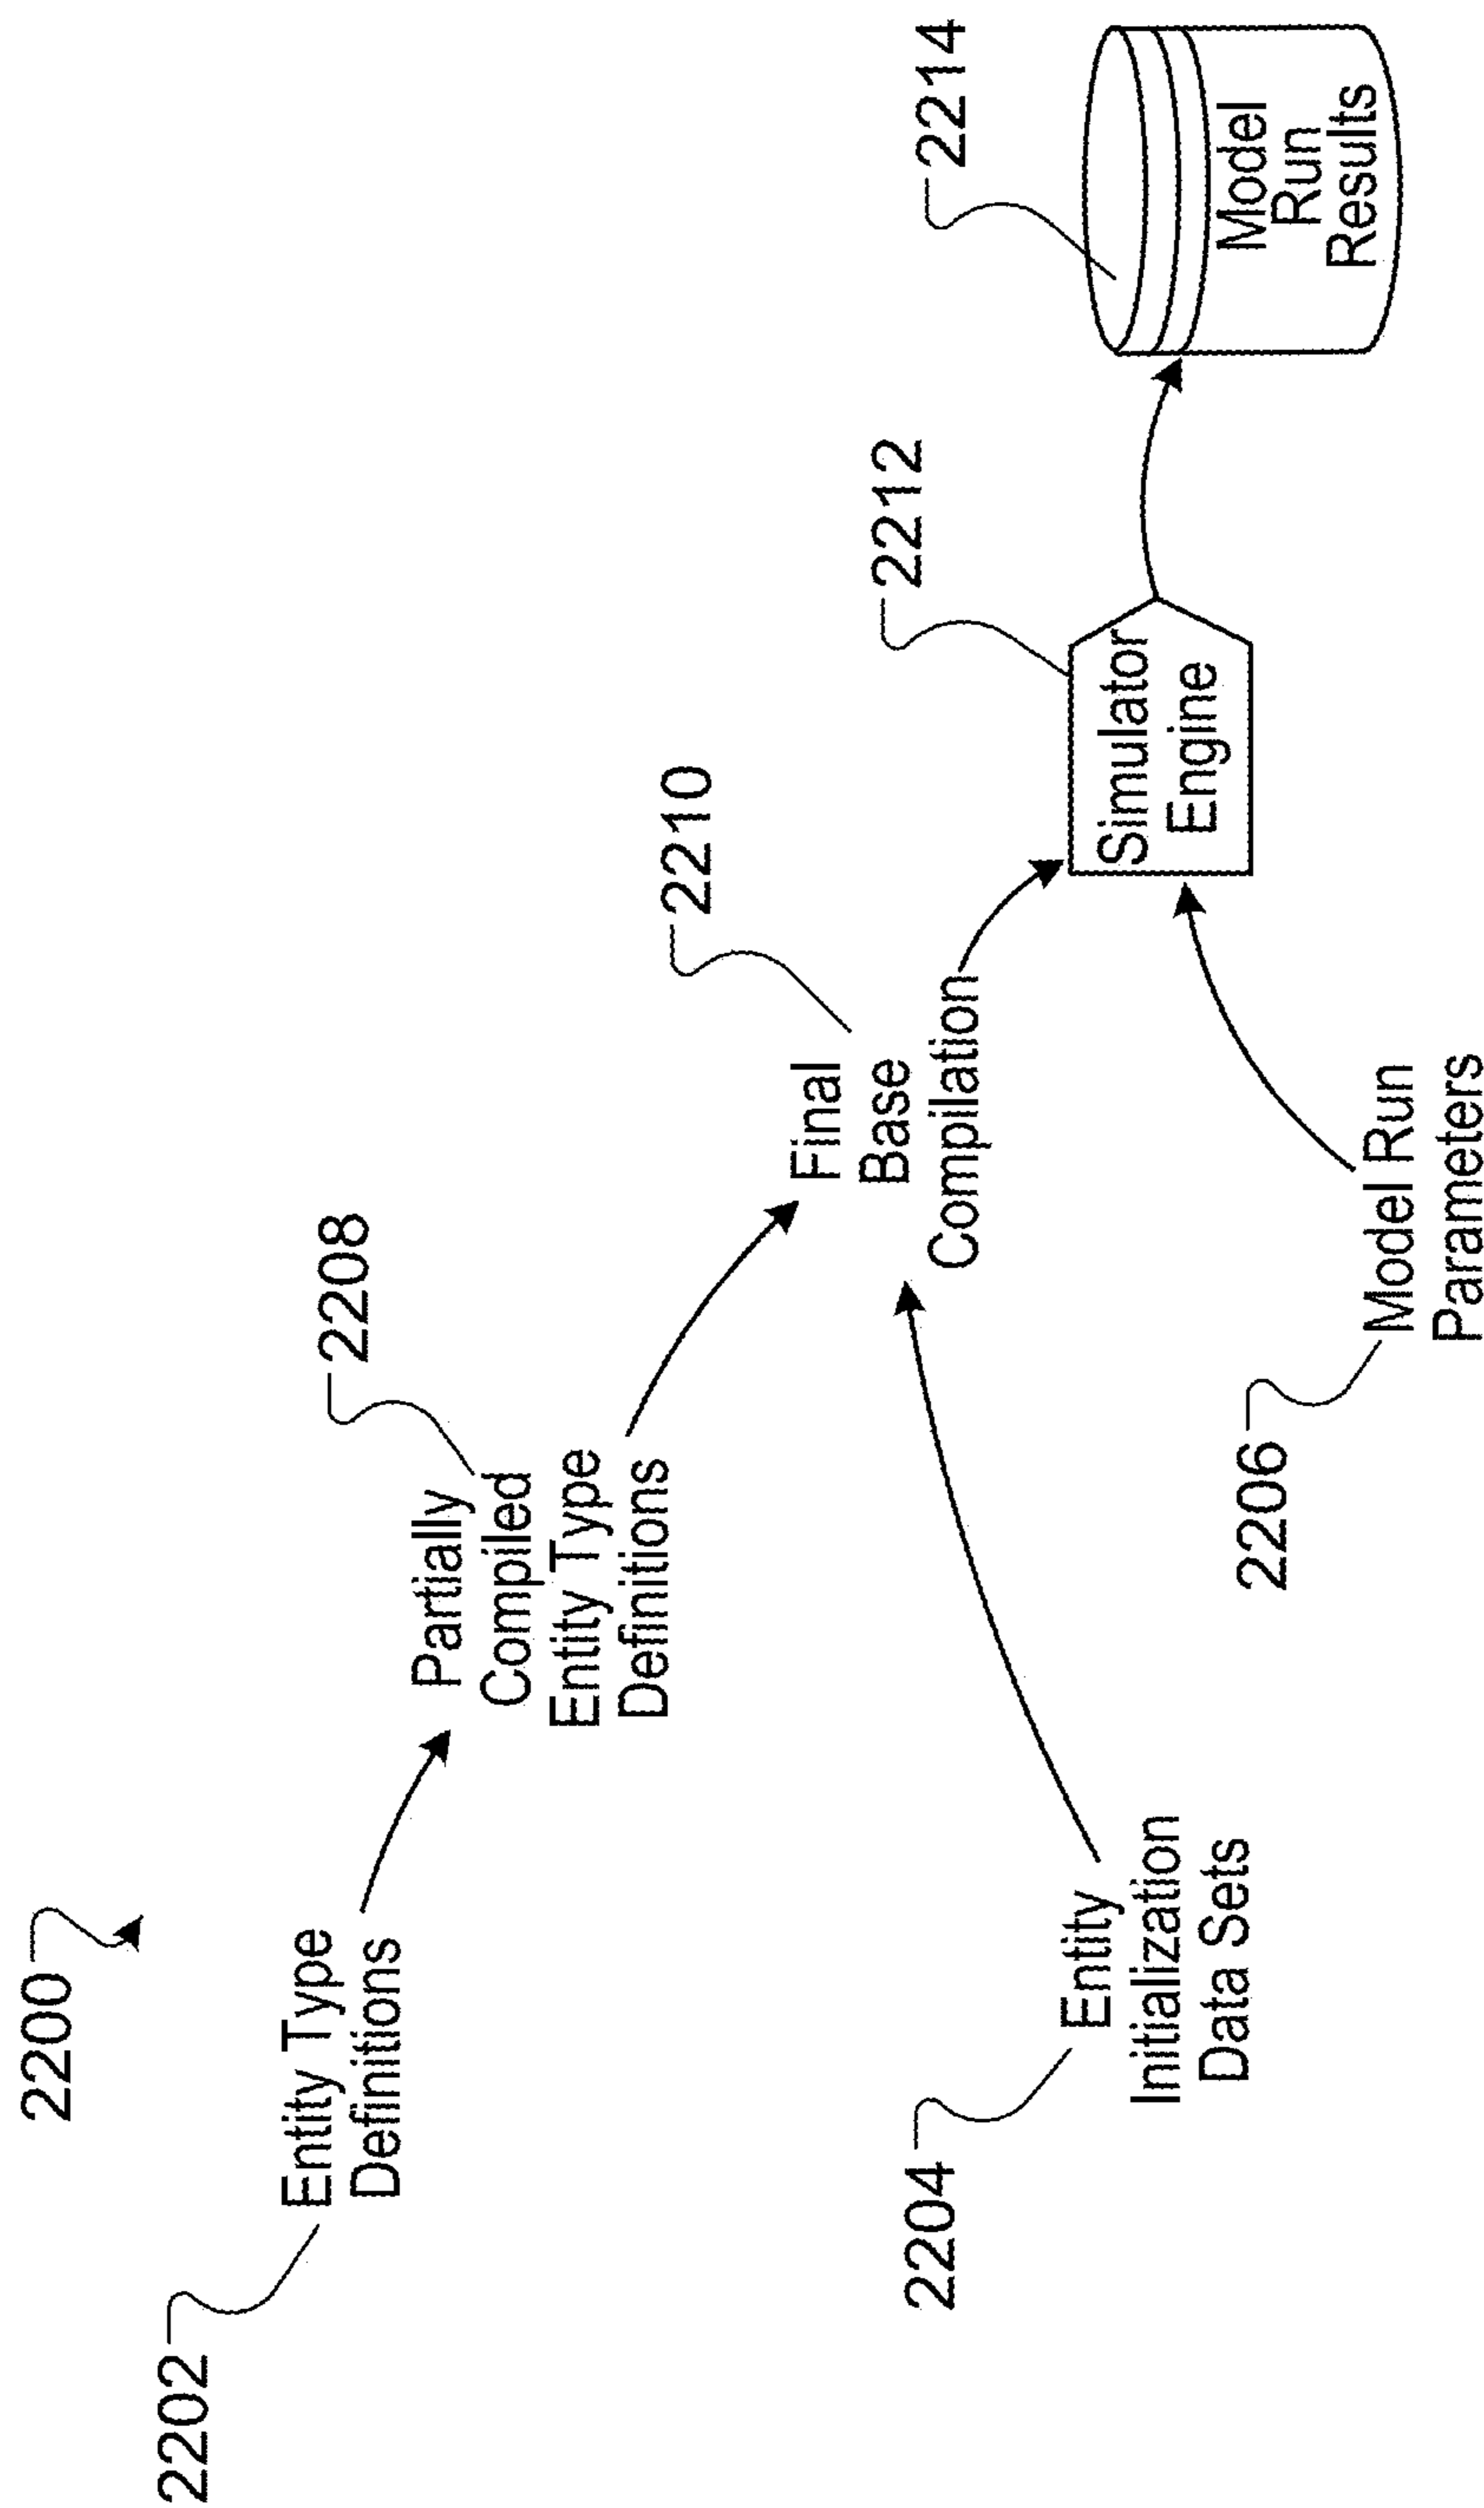 2200
2202
Entity Type
Definitions
2208
Partially
Compiled
Entity Type
Definitions
2204
Entity
Initialization
Data Sets
2210
Final
Base
Compilation
2206
Model Run
Parameters
2212
Simulator
Engine
2214
Model
Run
Results